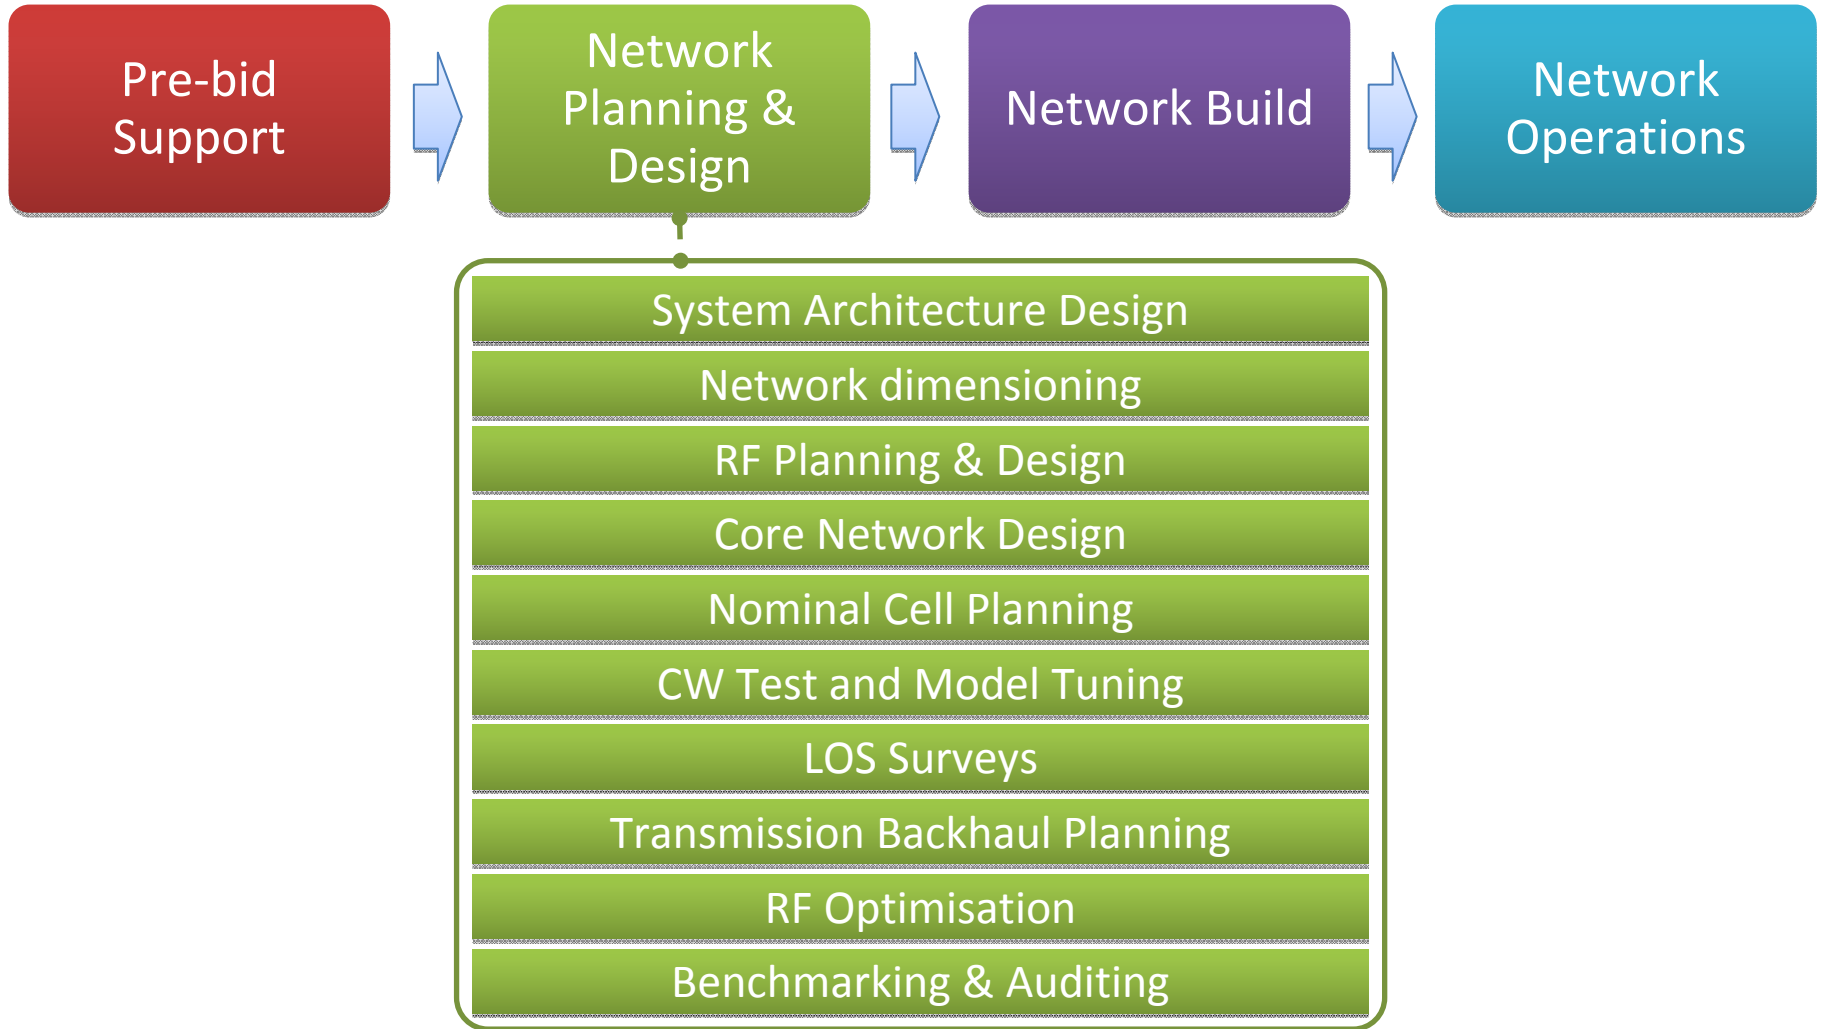 Pre-bid
Support
Network
Planning &
Design
Network Build
Network
Operations
System Architecture Design
Network dimensioning
RF Planning & Design
Core Network Design
Nominal Cell Planning
CW Test and Model Tuning
LOS Surveys
Transmission Backhaul Planning
RF Optimisation
Benchmarking & Auditing